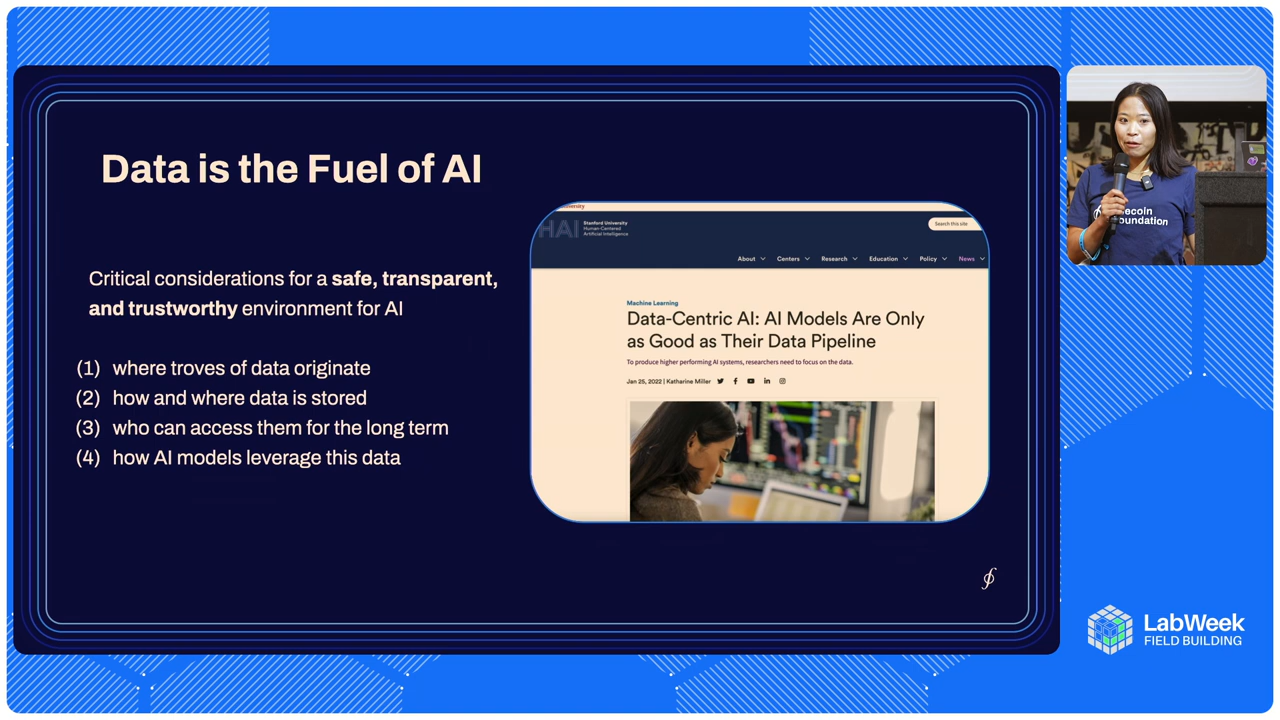 Data is the Fuel of AI
Critical considerations for a safe, transparent,
and trustworthy environment for AI
(1) where troves of data originate
(2) how and where data is stored
(3) who can access them for the long term
(4) how AI models leverage this data
HAI
Stanford University
Human-Centered
Artificial Intelligence
Search this site
About
Centers
Research
Education
Policy
News
Machine Learning
Data-Centric AI: AI Models Are Only
as Good as Their Data Pipeline
To produce higher performing AI systems, researchers need to focus on the data.
Jan 25, 2022 | Katharine Miller
LabWeek
FIELD BUILDING